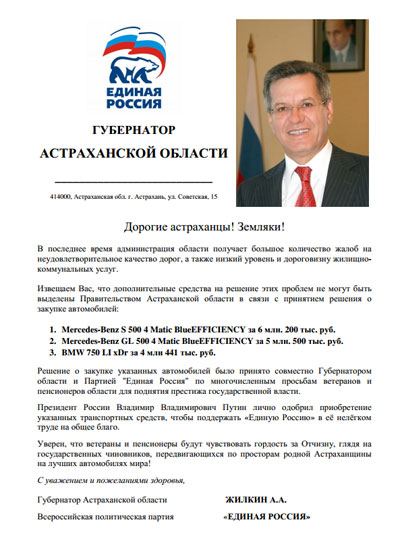 ЕДИНАЯ
РОССИЯ
ГУБЕРНАТОР
АСТРАХАНСКОЙ ОБЛАСТИ
414000, Астраханская обл. г. Астрахань, ул. Советская, 15
Дорогие астраханцы! Земляки!
В последнее время администрация области получает большое количество жалоб на
неудовлетворительное качество дорог, а также низкий уровень и дороговизну жилищно-
коммунальных услуг.
Извещаем Вас, что дополнительные средства на решение этих проблем не могут быть
выделены Правительством Астраханской области в связи с принятием решения о
закупке автомобилей:
1. Mercedes-Benz S 500 4 Matic BlueEFFICIENCY за 6 млн. 200 тыс. руб.
2. Mercedes-Benz GL 500 4 Matic BlueEFFICIENCY за 5 млн. 500 тыс. руб.
3. BMW 750 LI xDr за 4 млн 441 тыс. руб.
Решение о закупке указанных автомобилей было принято совместно Губернатором
области и Партией "Единая Россия" по многочисленным просьбам ветеранов и
пенсионеров области для поднятия престижа государственной власти.
Президент России Владимир Владимирович Путин лично одобрил приобретение
указанных транспортных средств, чтобы поддержать «Единую Россию» в её нелёгком
труде на общее благо.
Уверен, что ветераны и пенсионеры будут чувствовать гордость за Отчизну, глядя на
государственных чиновников, передвигающихся по просторам родной Астраханщины
на лучших автомобилях мира!
С уважением и пожеланиями здоровья,
Губернатор Астраханской области ЖИЛКИН А.А.
Всероссийская политическая партия «ЕДИНАЯ РОССИЯ»